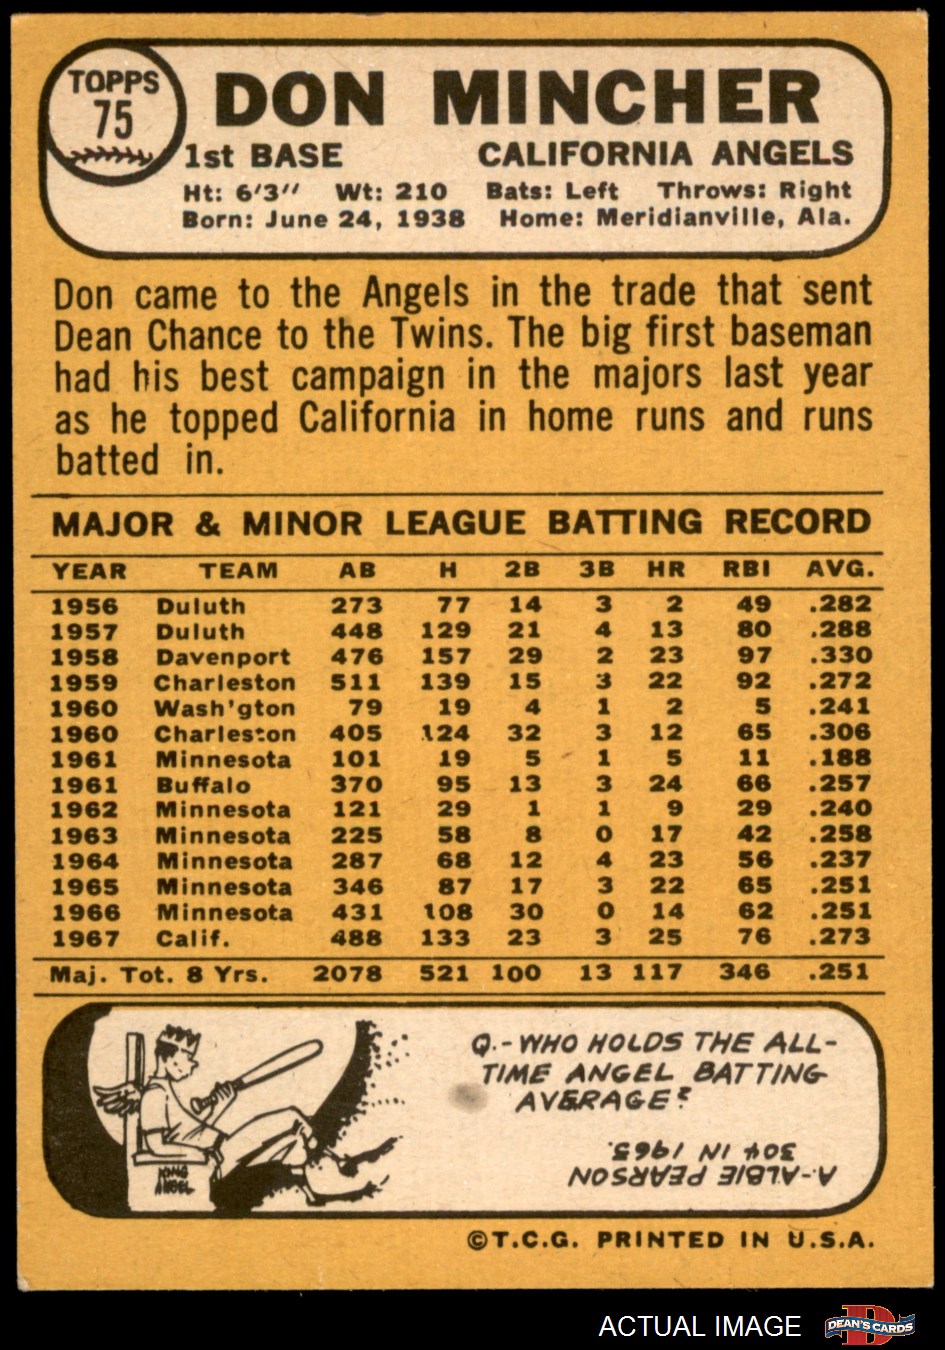 TOPPS
75
DON MINCHER
1st BASE CALIFORNIA ANGELS
Ht: 6'3" Wt: 210 Bats: Left Throws: Right
Born: June 24, 1938 Home: Meridianville, Ala.
Don came to the Angels in the trade that sent
Dean Chance to the Twins. The big first baseman
had his best campaign in the majors last year
as he topped California in home runs and runs
batted in.
MAJOR & MINOR LEAGUE BATTING RECORD
YEAR TEAM AB H 2B 3B HR RBI AVG.
1956 Duluth 273 77 14 3 2 49 .282
1957 Duluth 448 129 21 4 13 80 .288
1958 Davenport 476 157 29 2 23 97 .330
1959 Charleston 511 139 15 3 22 92 .272
1960 Wash'gton 79 19 4 1 2 5 .241
1960 Charleston 405 124 32 3 12 65 .306
1961 Minnesota 101 19 5 1 5 11 .188
1961 Buffalo 370 95 13 3 24 66 .257
1962 Minnesota 121 29 1 1 9 29 .240
1963 Minnesota 225 58 8 0 17 42 .258
1964 Minnesota 287 68 12 4 23 56 .237
1965 Minnesota 346 87 17 3 22 65 .251
1966 Minnesota 431 108 30 0 14 62 .251
1967 Calif. 488 133 23 3 25 76 .273
Maj. Tot. 8 Yrs. 2078 521 100 13 117 346 .251
Q.-WHO HOLDS THE ALL-
TIME ANGEL BATTING
AVERAGE?
A-ALBIE PEARSON
304 IN 1963.
KING
ANGEL
©T.C.G. PRINTED IN U.S.A.
ACTUAL IMAGE
D
DEAN'S CARDS